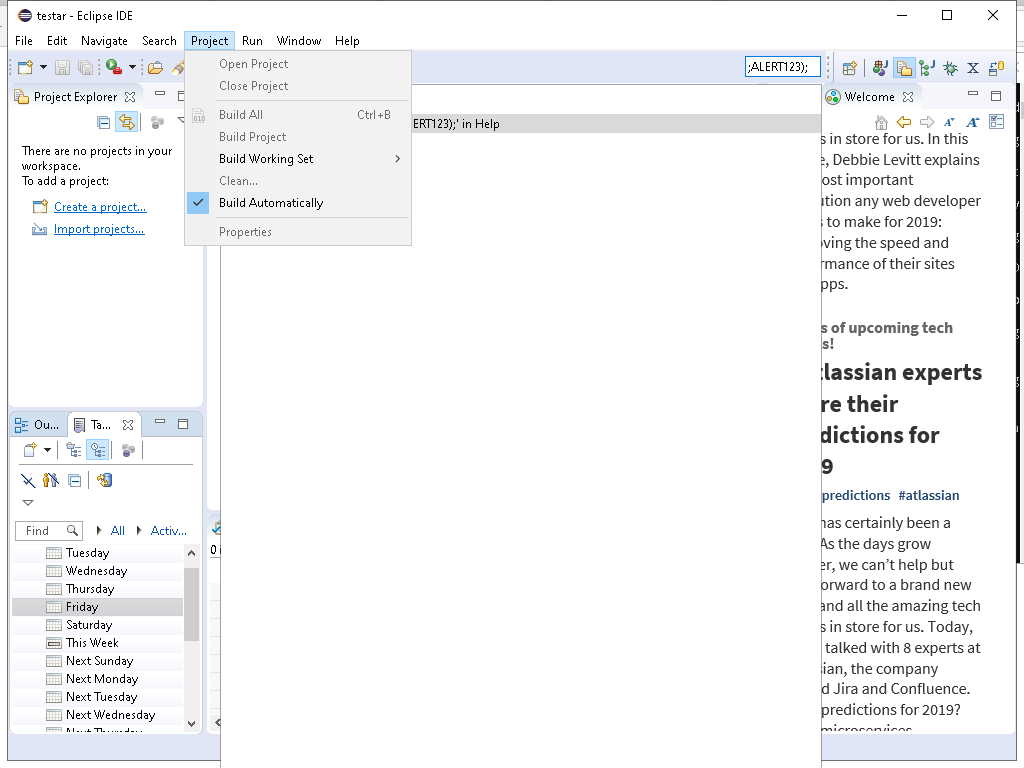 testar - Eclipse IDE
File Edit Navigate Search Project Run Window Help
;ALERT123);
Open Project
Close Project
Build All Ctrl+B
Build Project
Build Working Set
Clean...
Build Automatically
Properties
Project Explorer
There are no projects in your
workspace.
To add a project:
Create a project...
Import projects...
ERT123);' in Help
Welcome
s in store for us. In this
, Debbie Levitt explains
ost important
ution any web developer
s to make for 2019:
oving the speed and
rmance of their sites
pps.
s of upcoming tech
s!
tlassian experts
re their
dictions for
9
predictions #atlassian
has certainly been a
As the days grow
er, we can't help but
orward to a brand new
and all the amazing tech
s in store for us. Today,
talked with 8 experts at
sian, the company
d Jira and Confluence.
predictions for 2019?
microservices
Ou... Ta...
Find All Activ...
Tuesday
Wednesday
Thursday
Friday
Saturday
This Week
Next Sunday
Next Monday
Next Tuesday
Next Wednesday
Next Thursday
0 i